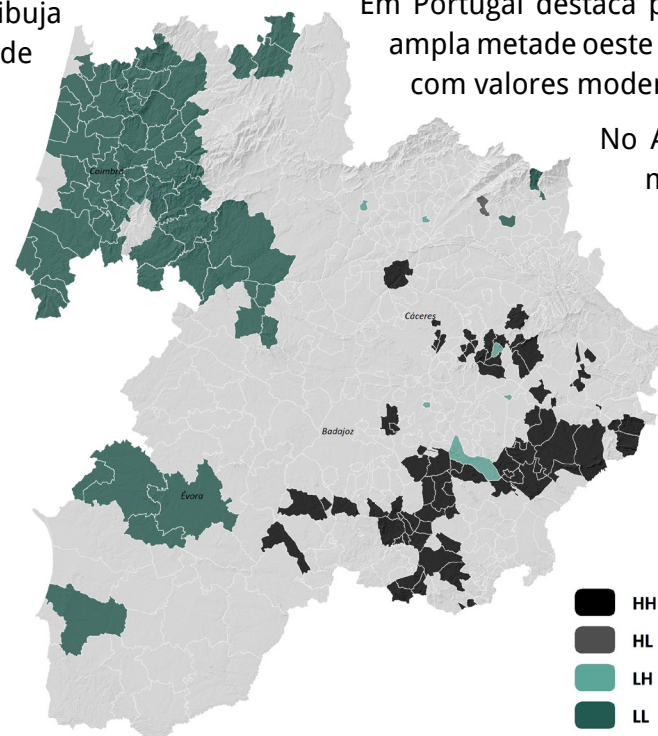 ibuja
de
Em Portugal destaca p
ampla metade oeste
com valores moder
No A
n
Coimbra
Cáceres
Badajoz
Évora
HH
HL
LH
LL